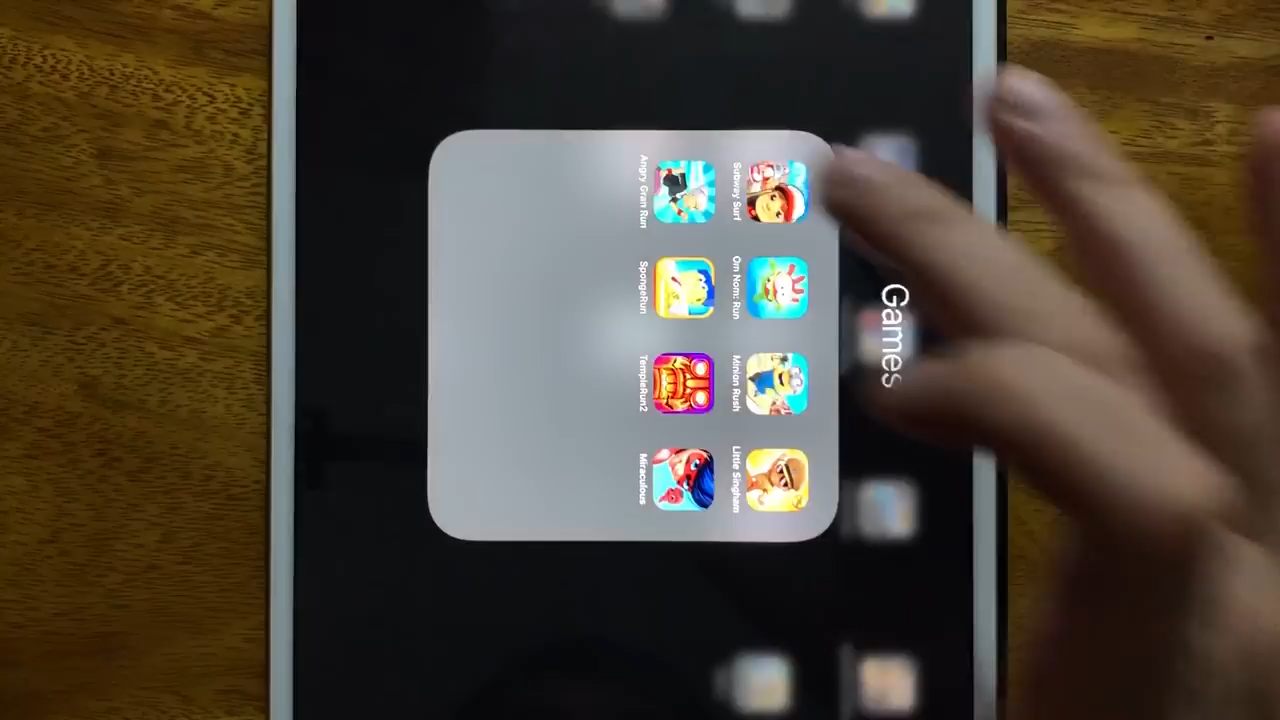 Games
Subway Surf
Om Nom: Run
Minion Rush
Little Singham
Angry Gran Run
SpongeRun
TempleRun2
Miraculous